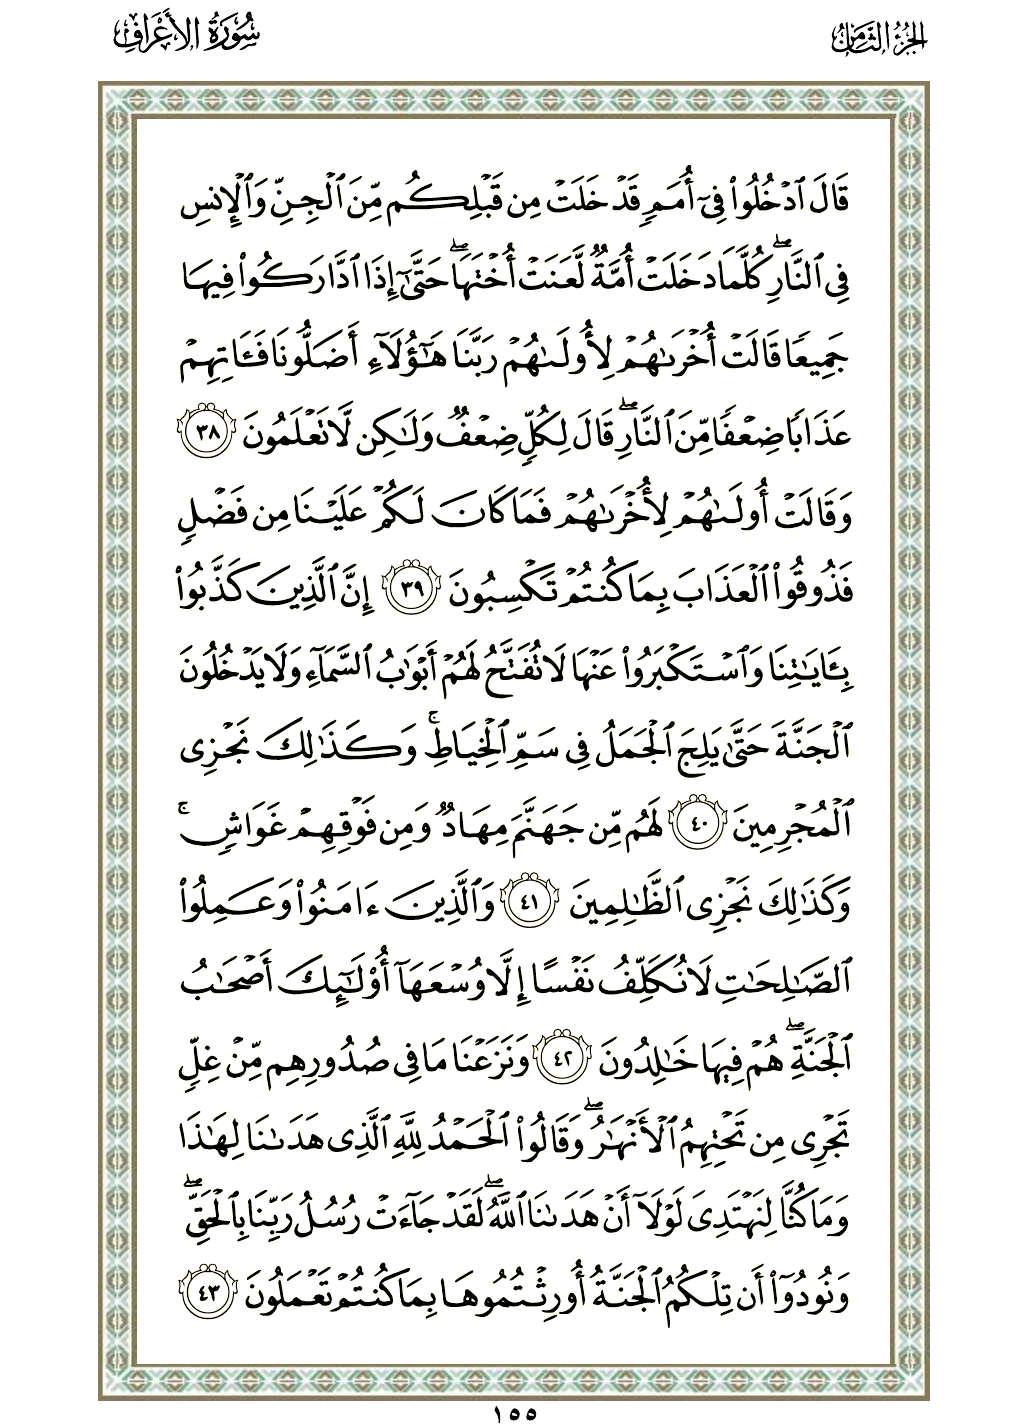 الجزء الثامن
سورة الأعراف
قَالَ ٱدْخُلُوا۟ فِىٓ أُمَمٍ قَدْ خَلَتْ مِن قَبْلِكُم مِّنَ ٱلْجِنِّ وَٱلْإِنسِ
فِى ٱلنَّارِ ۖ كُلَّمَا دَخَلَتْ أُمَّةٌ لَّعَنَتْ أُخْتَهَا ۖ حَتَّىٰٓ إِذَا ٱدَّارَكُوا۟ فِيهَا
جَمِيعًا قَالَتْ أُخْرَىٰهُمْ لِأُولَىٰهُمْ رَبَّنَا هَٰٓؤُلَآءِ أَضَلُّونَا فَـَٔاتِهِمْ
عَذَابًا ضِعْفًا مِّنَ ٱلنَّارِ ۖ قَالَ لِكُلٍّ ضِعْفٌ وَلَٰكِن لَّا تَعْلَمُونَ ٣٨
وَقَالَتْ أُولَىٰهُمْ لِأُخْرَىٰهُمْ فَمَا كَانَ لَكُمْ عَلَيْنَا مِن فَضْلٍ
فَذُوقُوا۟ ٱلْعَذَابَ بِمَا كُنتُمْ تَكْسِبُونَ ٣٩ إِنَّ ٱلَّذِينَ كَذَّبُوا۟
بِـَٔايَٰتِنَا وَٱسْتَكْبَرُوا۟ عَنْهَا لَا تُفَتَّحُ لَهُمْ أَبْوَٰبُ ٱلسَّمَآءِ وَلَا يَدْخُلُونَ
ٱلْجَنَّةَ حَتَّىٰ يَلِجَ ٱلْجَمَلُ فِى سَمِّ ٱلْخِيَاطِ ۚ وَكَذَٰلِكَ نَجْزِى
ٱلْمُجْرِمِينَ ٤٠ لَهُم مِّن جَهَنَّمَ مِهَادٌ وَمِن فَوْقِهِمْ غَوَاشٍ ۚ
وَكَذَٰلِكَ نَجْزِى ٱلظَّٰلِمِينَ ٤١ وَٱلَّذِينَ ءَامَنُوا۟ وَعَمِلُوا۟
ٱلصَّٰلِحَٰتِ لَا نُكَلِّفُ نَفْسًا إِلَّا وُسْعَهَآ أُو۟لَٰٓئِكَ أَصْحَٰبُ
ٱلْجَنَّةِ ۖ هُمْ فِيهَا خَٰلِدُونَ ٤٢ وَنَزَعْنَا مَا فِى صُدُورِهِم مِّنْ غِلٍّ
تَجْرِى مِن تَحْتِهِمُ ٱلْأَنْهَٰرُ ۖ وَقَالُوا۟ ٱلْحَمْدُ لِلَّهِ ٱلَّذِى هَدَىٰنَا لِهَٰذَا
وَمَا كُنَّا لِنَهْتَدِىَ لَوْلَآ أَنْ هَدَىٰنَا ٱللَّهُ ۖ لَقَدْ جَآءَتْ رُسُلُ رَبِّنَا بِٱلْحَقِّ ۖ
وَنُودُوٓا۟ أَن تِلْكُمُ ٱلْجَنَّةُ أُورِثْتُمُوهَا بِمَا كُنتُمْ تَعْمَلُونَ ٤٣
١٥٥